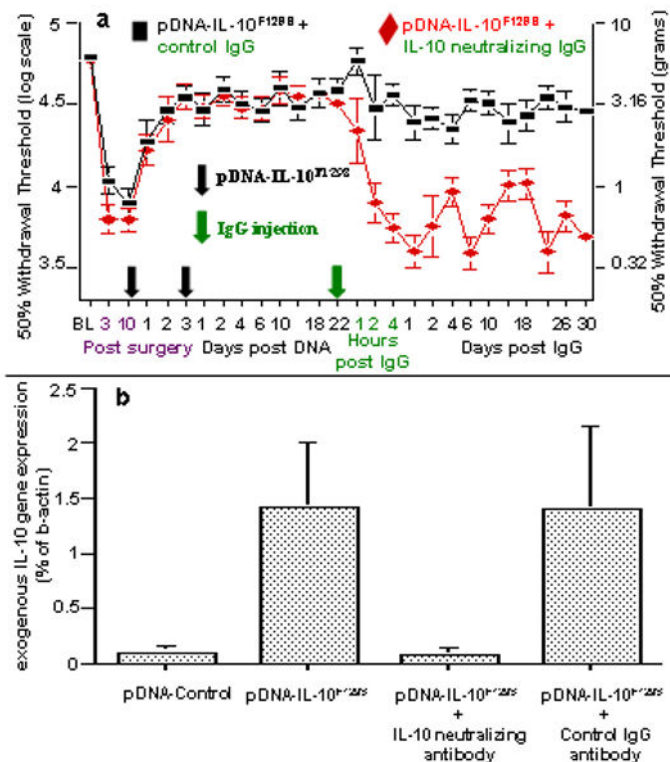 a
pDNA-IL-10F129S +
control IgG
pDNA-IL-10F129S +
IL-10 neutralizing IgG
50% Withdrawal Threshold (log scale)
5
4.5
4
3.5
50% Withdrawal Threshold (grams)
10
3.16
1
0.32
pDNA-IL-10F129S
IgG injection
BL 3 10 1 2 3 1 2 4 6 10 18 22 1 2 4 1 2 4 6 10 18 26 30
Post surgery Days post DNA Hours post IgG Days post IgG
b
exogenous IL-10 gene expression
(% of b-actin)
2.5
2
1.5
1
0.5
0
pDNA-Control
pDNA-IL-10F129S
pDNA-IL-10F129S
+
IL-10 neutralizing
antibody
pDNA-IL-10F129S
+
Control IgG
antibody